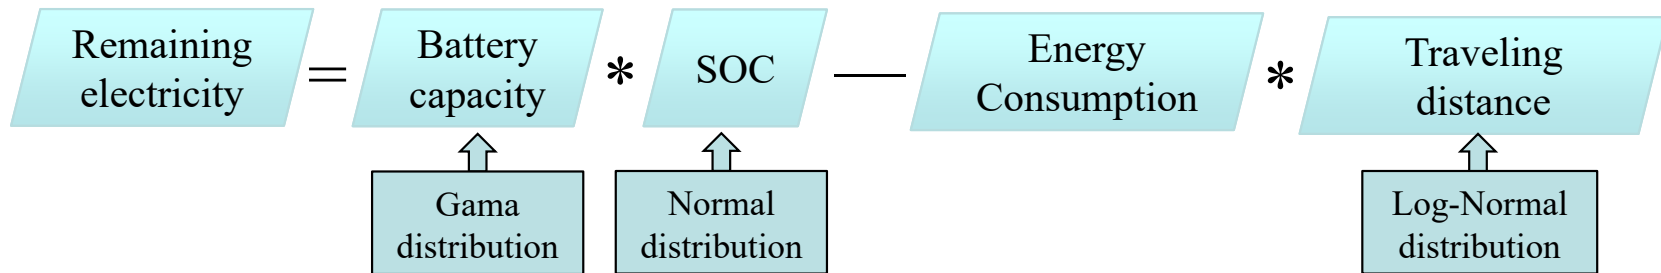 Remaining
electricity
=
Battery
capacity
*
SOC
—
Energy
Consumption
*
Traveling
distance
Gama
distribution
Normal
distribution
Log-Normal
distribution